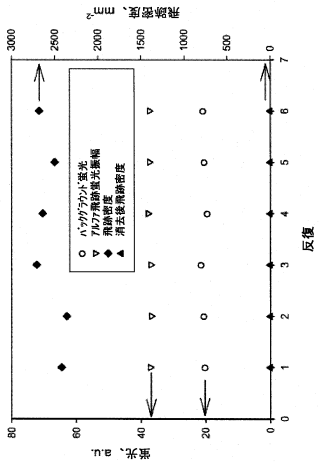 飛跡密度、mm-2
3000
2500
2000
1500
1000
500
0
○ バックグラウンド蛍光
▽ アルファ飛跡蛍光振幅
◆ 飛跡密度
▲ 消去後飛跡密度
80
60
40
20
0
蛍光、a.u.
0
1
2
3
4
5
6
7
反復